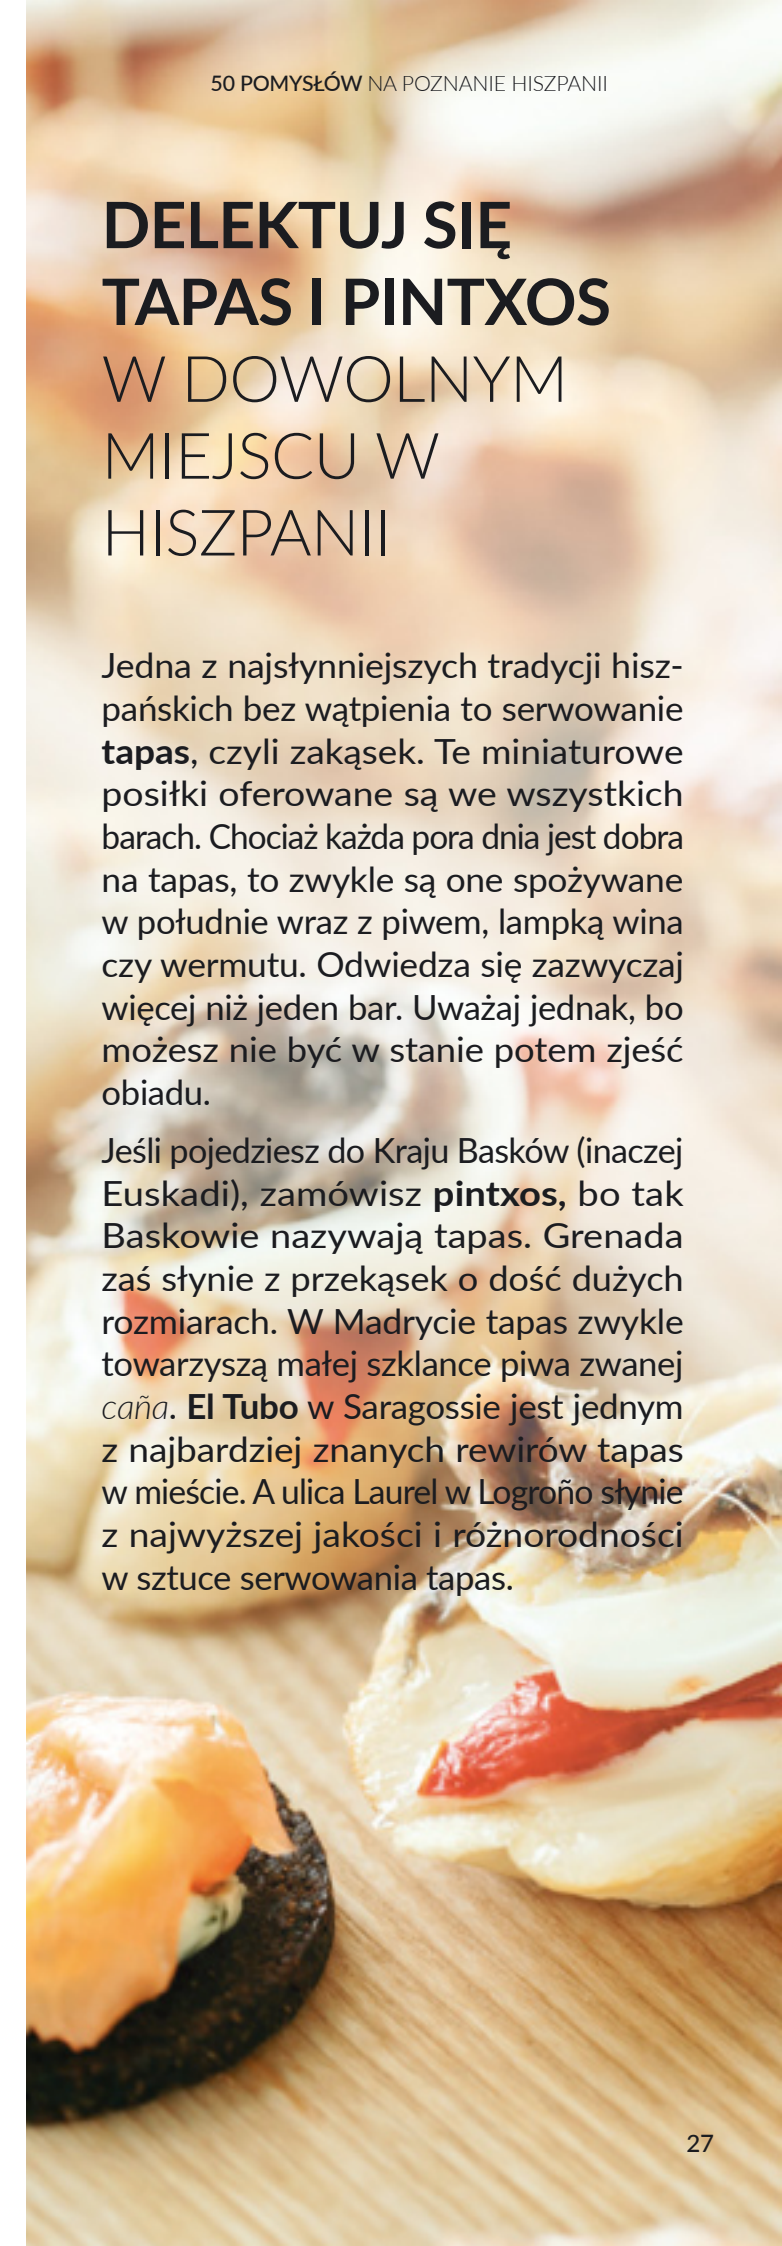 50 POMYSŁÓW NA POZNANIE HISZPANII
DELEKTUJ SIĘ
TAPAS I PINTXOS
W DOWOLNYM
MIEJSCU W
HISZPANII
Jedna z najsłynniejszych tradycji hisz-
pańskich bez wątpienia to serwowanie
tapas, czyli zakąsek. Te miniaturowe
posiłki oferowane są we wszystkich
barach. Chociaż każda pora dnia jest dobra
na tapas, to zwykle są one spożywane
w południe wraz z piwem, lampką wina
czy wermutu. Odwiedza się zazwyczaj
więcej niż jeden bar. Uważaj jednak, bo
możesz nie być w stanie potem zjeść
obiadu.
Jeśli pojedziesz do Kraju Basków (inaczej
Euskadi), zamówisz pintxos, bo tak
Baskowie nazywają tapas. Grenada
zaś słynie z przekąsek o dość dużych
rozmiarach. W Madrycie tapas zwykle
towarzyszą małej szklance piwa zwanej
caña. El Tubo w Saragossie jest jednym
z najbardziej znanych rewirów tapas
w mieście. A ulica Laurel w Logroño słynie
z najwyższej jakości i różnorodności
w sztuce serwowania tapas.
27